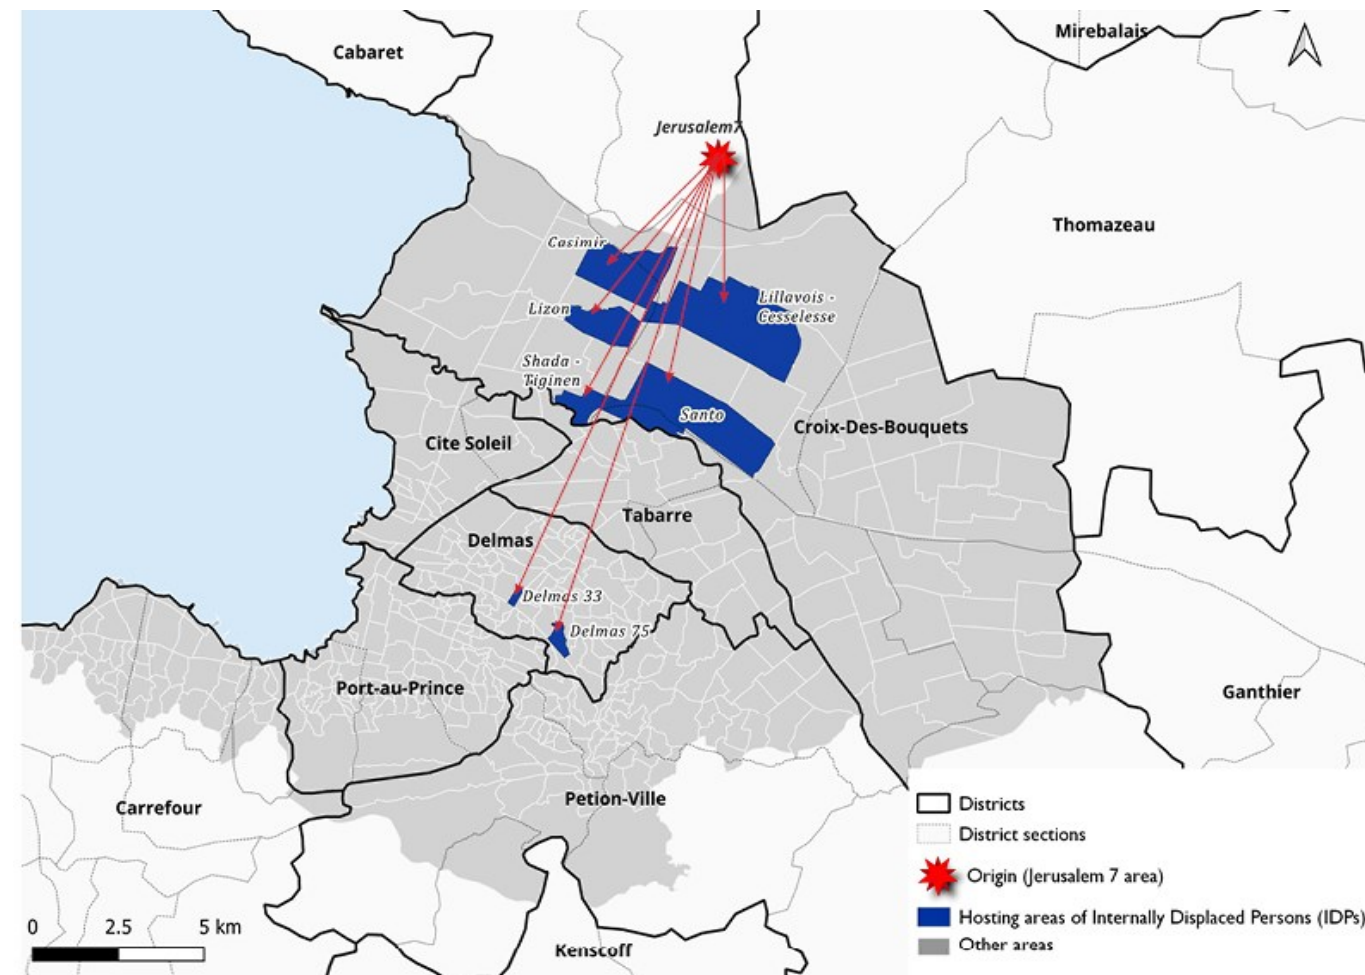 Cabaret
Mirebalais
Jerusalem7
Thomazeau
Casimir
Lillavois -
Cesselesse
Lizon
Shada -
Tiginen
Santo
Croix-Des-Bouquets
Cite Soleil
Tabarre
Delmas
Delmas 33
Delmas 75
Port-au-Prince
Ganthier
Carrefour
Petion-Ville
Kenscoff
0 2.5 5 km
Districts
District sections
Origin (Jerusalem 7 area)
Hosting areas of Internally Displaced Persons (IDPs)
Other areas